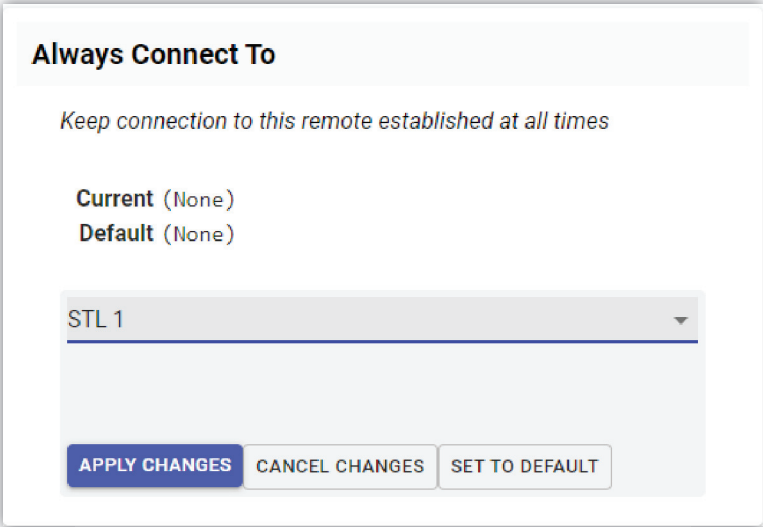 Always Connect To
Keep connection to this remote established at all times
Current (None)
Default (None)
STL 1
APPLY CHANGES CANCEL CHANGES SET TO DEFAULT